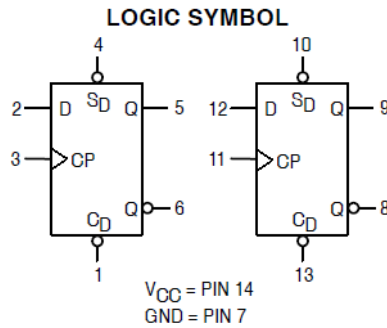 LOGIC SYMBOL
4 10
2 D SD Q 5 12 D SD Q 9
3 CP 11 CP
Q 6 Q 8
CD CD
1 13
VCC = PIN 14
GND = PIN 7